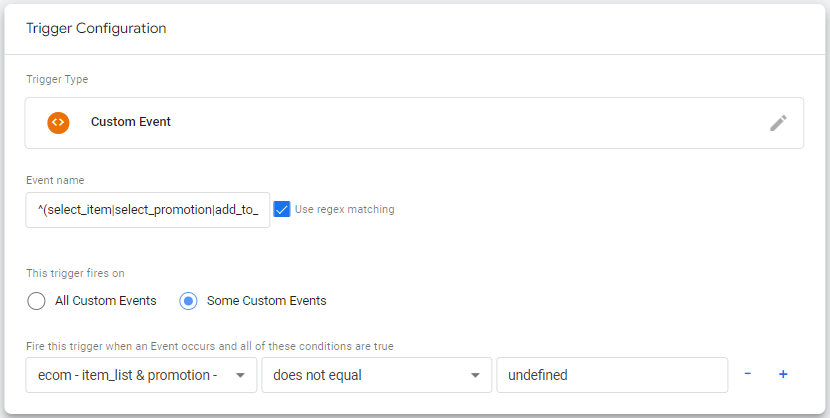 Trigger Configuration
Trigger Type
<> Custom Event
Event name
^(select_item|select_promotion|add_to_
Use regex matching
This trigger fires on
All Custom Events Some Custom Events
Fire this trigger when an Event occurs and all of these conditions are true
ecom - item_list & promotion - does not equal undefined - +